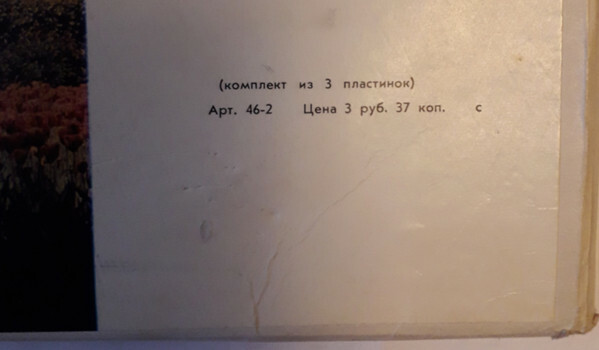 (комплект из 3 пластинок)
Арт. 46-2 Цена 3 руб. 37 коп. с